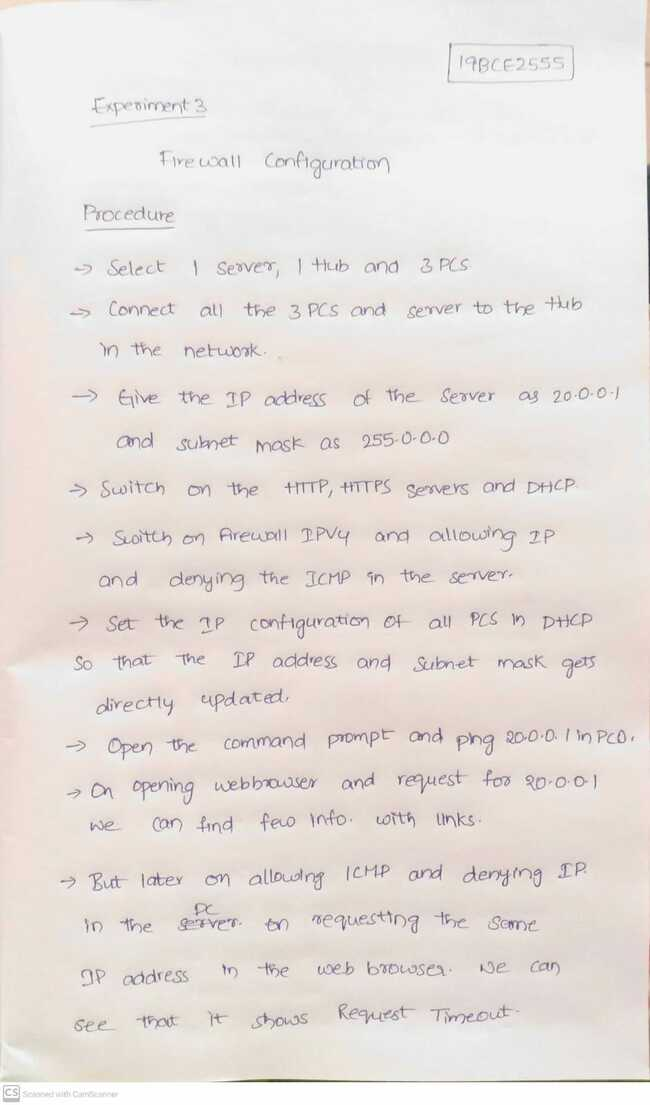 19BCE2555
Experiment 3
Firewall Configuration
Procedure
→ Select 1 Server, 1 Hub and 3 PCS
→ Connect all the 3 PCS and server to the Hub
in the network.
→ Give the IP address of the Server as 20.0.0.1
and subnet mask as 255.0.0.0
→ Switch on the HTTP, HTTPS servers and DHCP.
→ Switch on firewall IPV4 and allowing IP
and denying the ICMP in the server.
→ Set the IP configuration of all PCS in DHCP
So that the IP address and Subnet mask gets
directly updated.
→ Open the command prompt and ping 20.0.0.1 in PC0.
→ On opening webbrowser and request for 20.0.0.1
we can find few info. with links.
→ But later on allowing ICMP and denying IP.
PC
in the server. on requesting the same
IP address in the web browser. We can
see that it shows Request Timeout.
CS Scanned with CamScanner